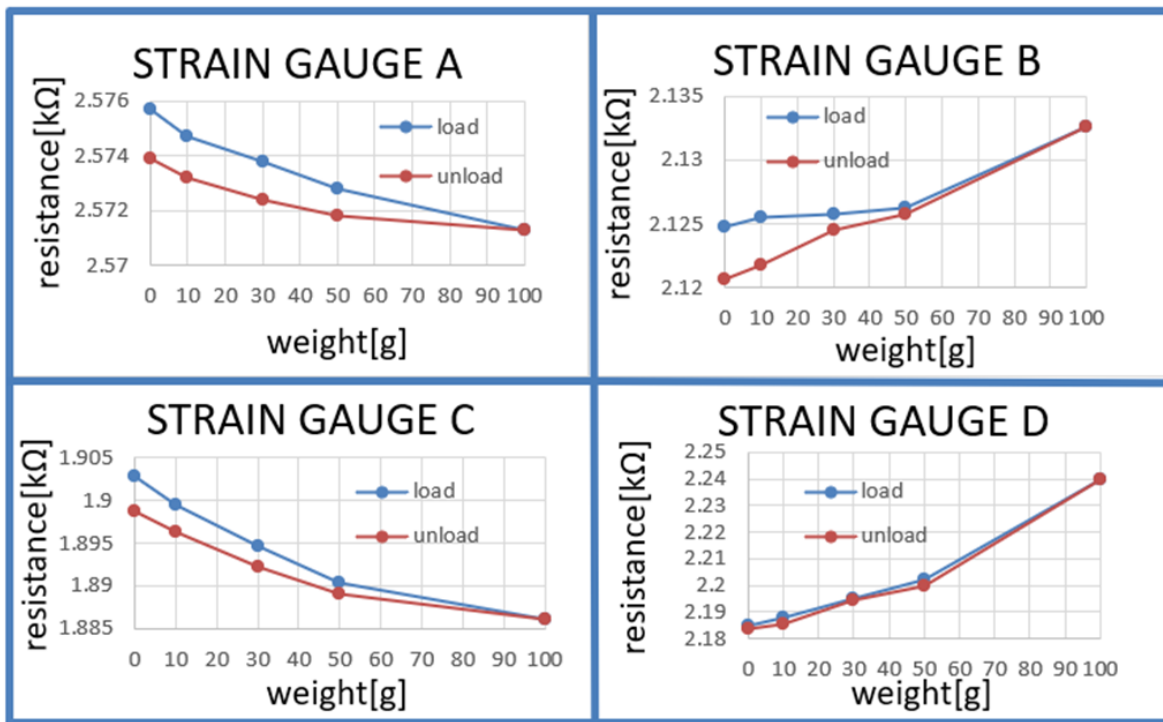 STRAIN GAUGE A
resistance[kΩ]
2.576
2.574
2.572
2.57
load
unload
0 10 20 30 40 50 60 70 80 90 100
weight[g]
STRAIN GAUGE B
resistance[kΩ]
2.135
2.13
2.125
2.12
load
unload
0 10 20 30 40 50 60 70 80 90 100
weight[g]
STRAIN GAUGE C
resistance[kΩ]
1.905
1.9
1.895
1.89
1.885
load
unload
0 10 20 30 40 50 60 70 80 90 100
weight[g]
STRAIN GAUGE D
resistance[kΩ]
2.25
2.24
2.23
2.22
2.21
2.2
2.19
2.18
load
unload
0 10 20 30 40 50 60 70 80 90 100
weight[g]